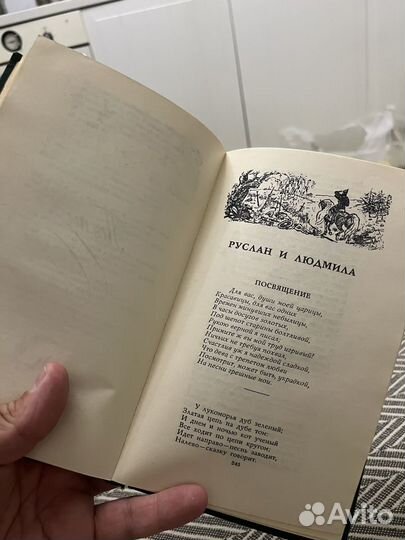 РУСЛАН И ЛЮДМИЛА
ПОСВЯЩЕНИЕ
Для вас, души моей царицы,
Красавицы, для вас одних
Времен минувших небылицы,
В часы досугов золотых,
Под шепот старины болтливой,
Рукою верной я писал;
Примите ж вы мой труд игривый!
Ничьих не требуя похвал,
Счастлив уж я надеждой сладкой,
Что дева с трепетом любви
Посмотрит, может быть, украдкой,
На песни грешные мои.
У лукоморья дуб зеленый;
Златая цепь на дубе том:
И днем и ночью кот ученый
Все ходит по цепи кругом;
Идет направо—песнь заводит,
Налево—сказку говорит.
243
Avito